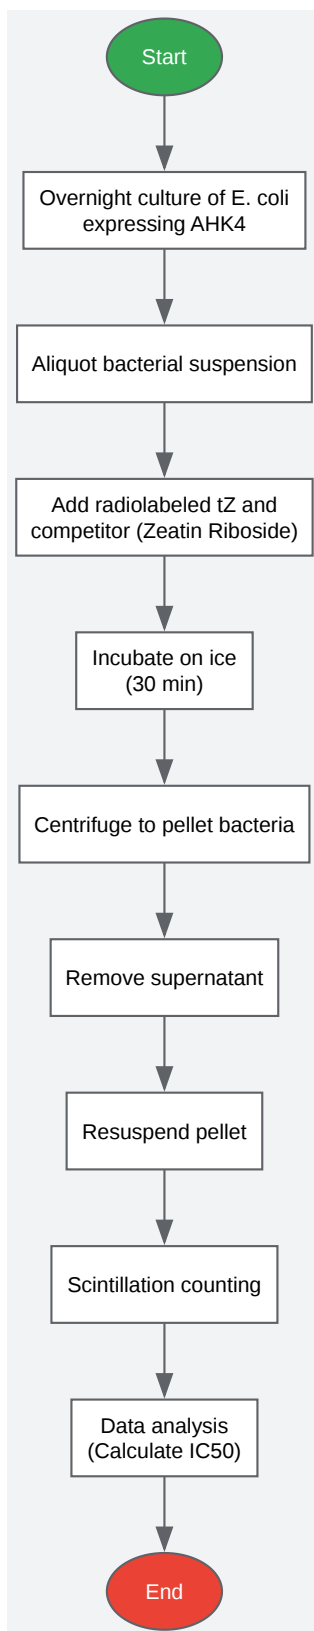 Start
Overnight culture of E. coli
expressing AHK4
Aliquot bacterial suspension
Add radiolabeled tZ and
competitor (Zeatin Riboside)
Incubate on ice
(30 min)
Centrifuge to pellet bacteria
Remove supernatant
Resuspend pellet
Scintillation counting
Data analysis
(Calculate IC50)
End